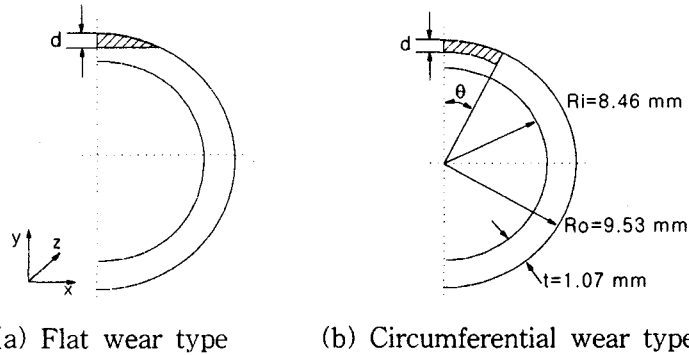 d
d
θ
Ri=8.46 mm
Ro=9.53 mm
t=1.07 mm
y
z
x
a) Flat wear type
(b) Circumferential wear type